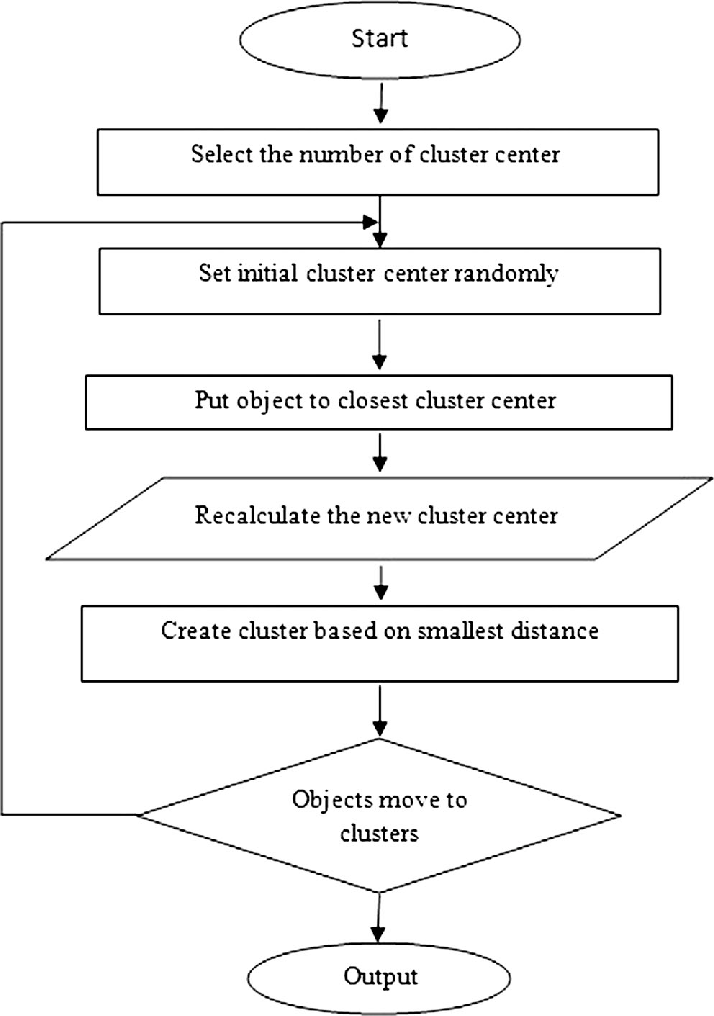 Start
Select the number of cluster center
Set initial cluster center randomly
Put object to closest cluster center
Recalculate the new cluster center
Create cluster based on smallest distance
Objects move to
clusters
Output